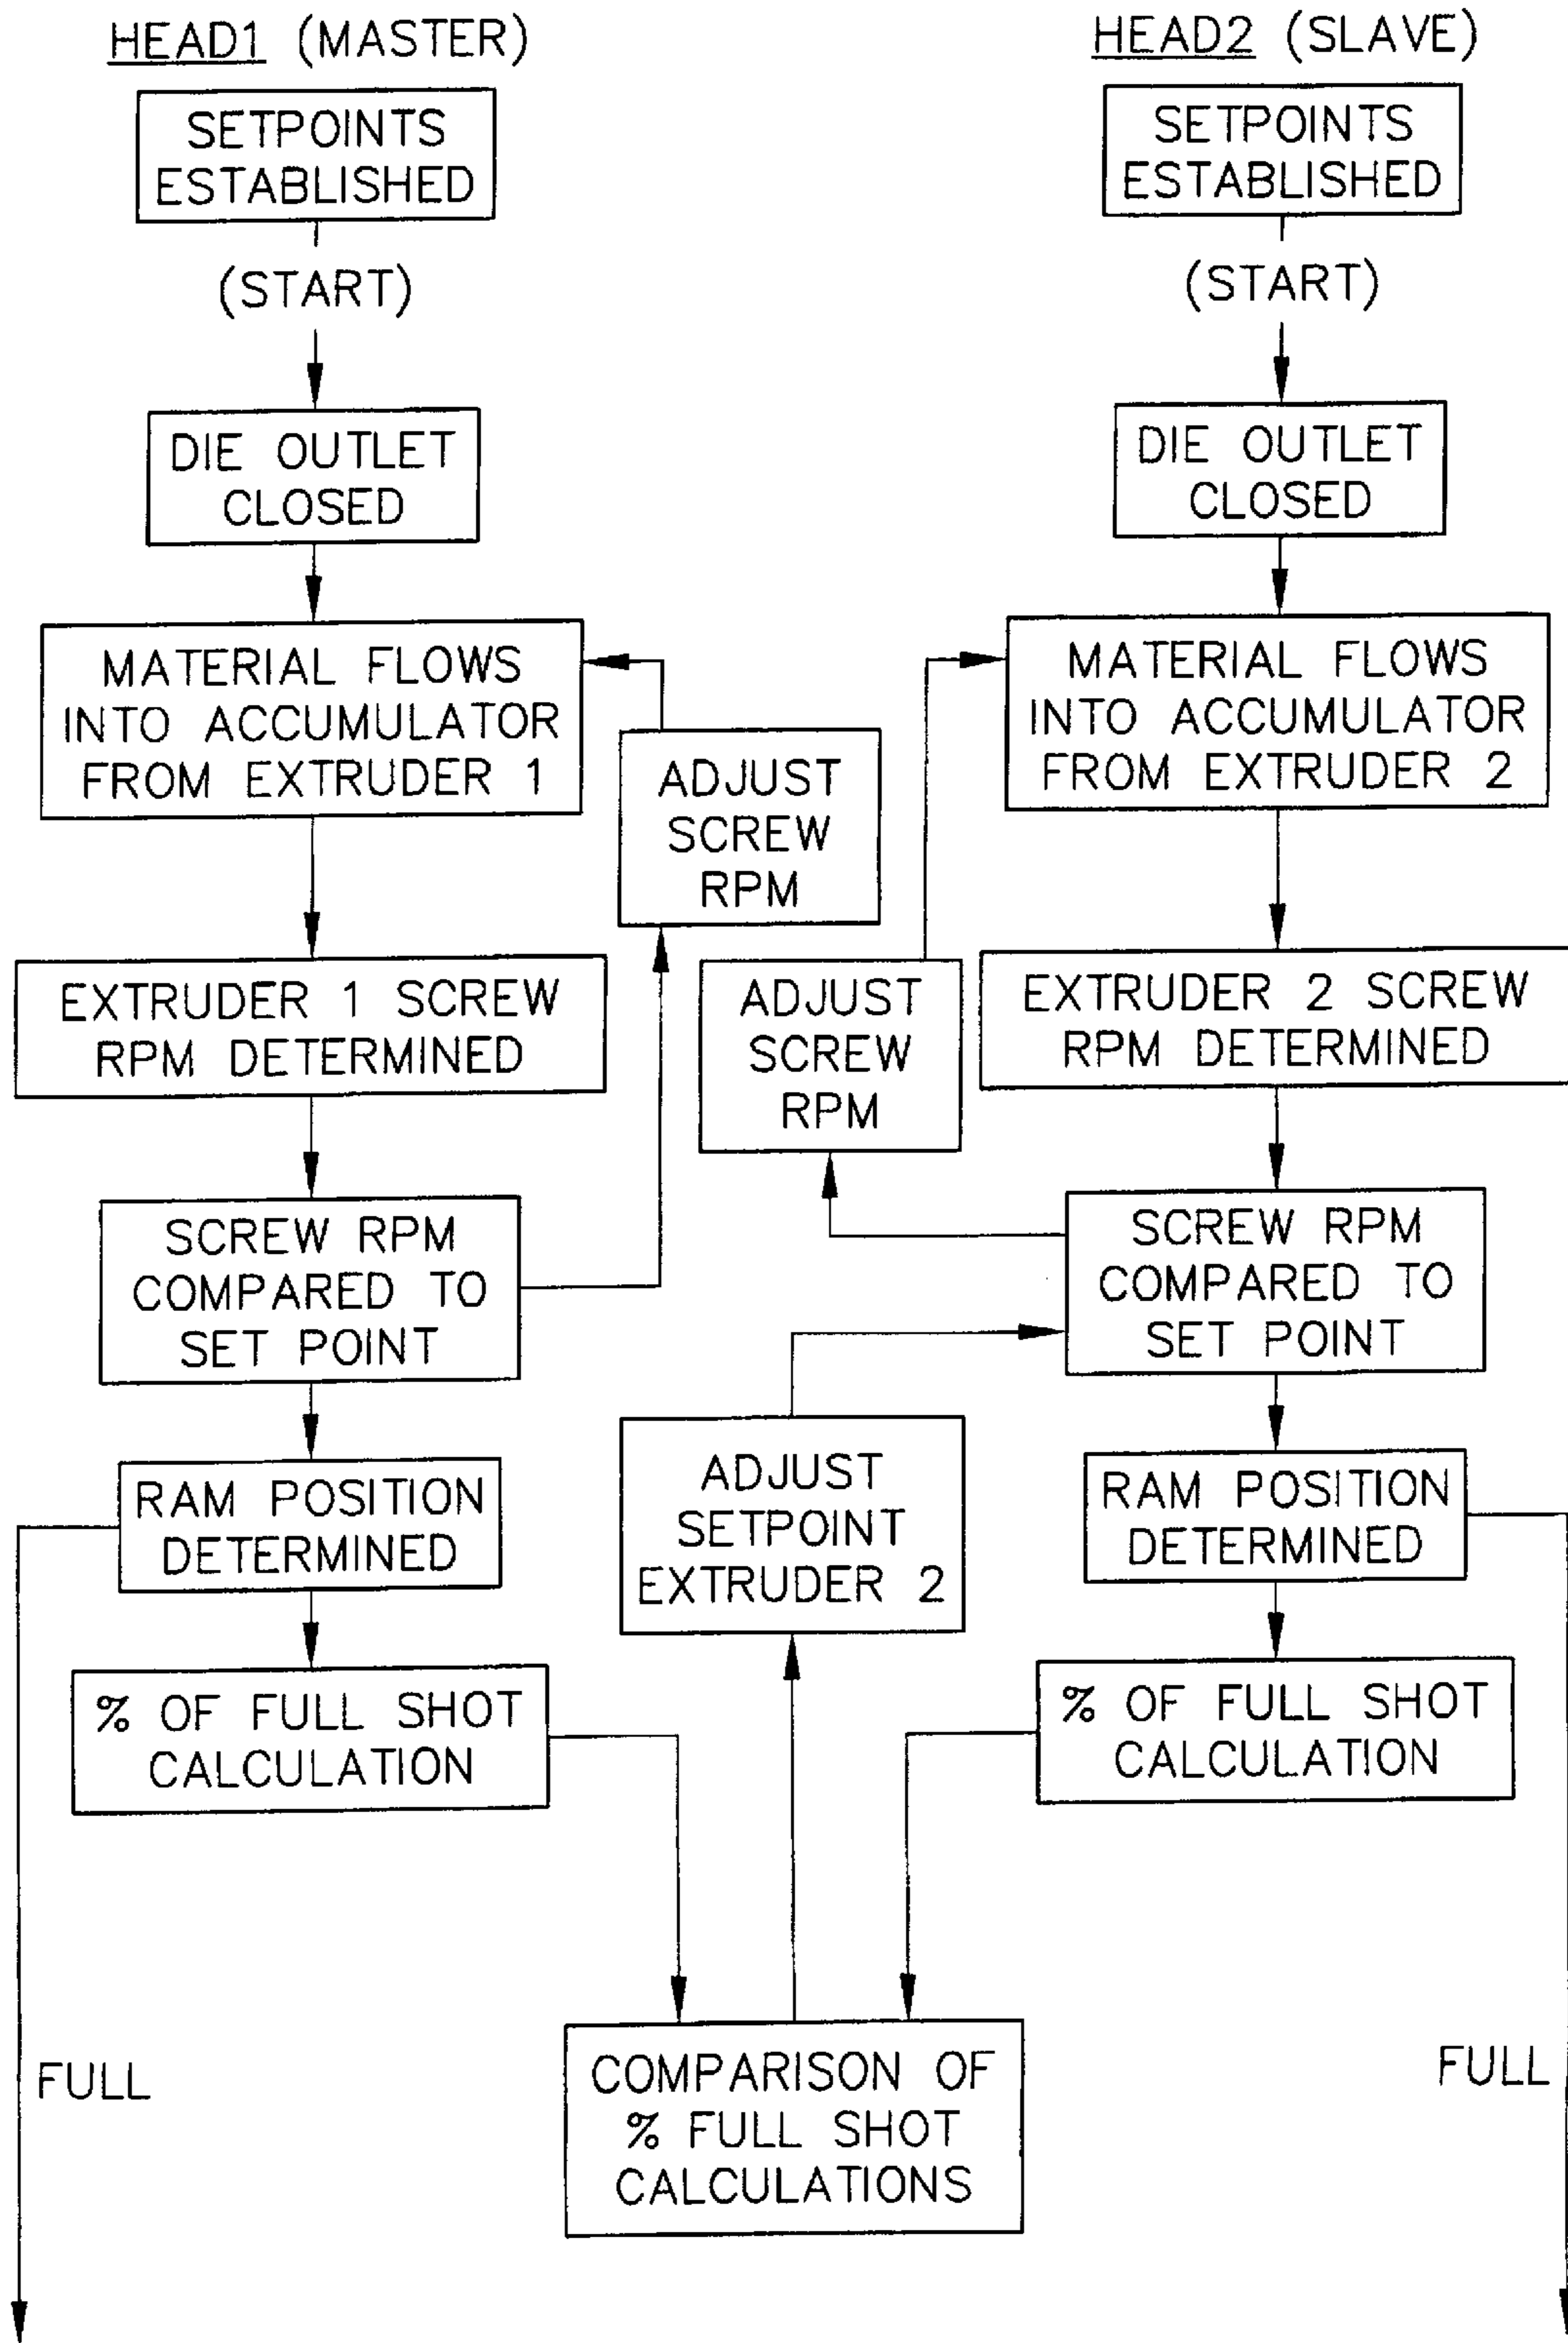 HEAD1 (MASTER)
SETPOINTS
ESTABLISHED
(START)
DIE OUTLET
CLOSED
MATERIAL FLOWS
INTO ACCUMULATOR
FROM EXTRUDER 1
ADJUST
SCREW
RPM
EXTRUDER 1 SCREW
RPM DETERMINED
SCREW RPM
COMPARED TO
SET POINT
RAM POSITION
DETERMINED
% OF FULL SHOT
CALCULATION
FULL
HEAD2 (SLAVE)
SETPOINTS
ESTABLISHED
(START)
DIE OUTLET
CLOSED
MATERIAL FLOWS
INTO ACCUMULATOR
FROM EXTRUDER 2
ADJUST
SCREW
RPM
EXTRUDER 2 SCREW
RPM DETERMINED
SCREW RPM
COMPARED TO
SET POINT
ADJUST
SETPOINT
EXTRUDER 2
RAM POSITION
DETERMINED
% OF FULL SHOT
CALCULATION
FULL
COMPARISON OF
% FULL SHOT
CALCULATIONS